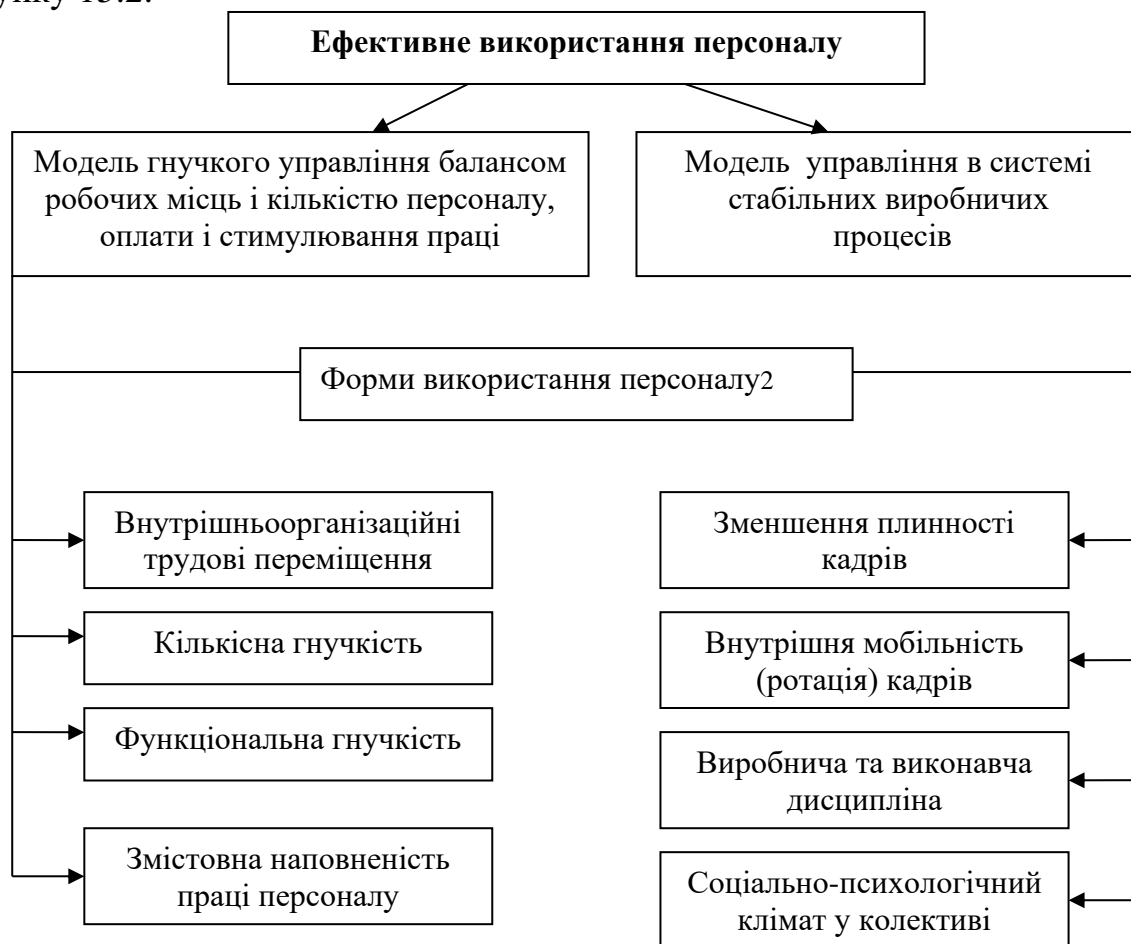 унку 13.2.
Ефективне використання персоналу
Модель гнучкого управління балансом
робочих місць і кількістю персоналу,
оплати і стимулювання праці
Модель управління в системі
стабільних виробничих
процесів
Форми використання персоналу2
Внутрішньоорганізаційні
трудові переміщення
Кількісна гнучкість
Функціональна гнучкість
Змістовна наповненість
праці персоналу
Зменшення плинності
кадрів
Внутрішня мобільність
(ротація) кадрів
Виробнича та виконавча
дисципліна
Соціально-психологічний
клімат у колективі